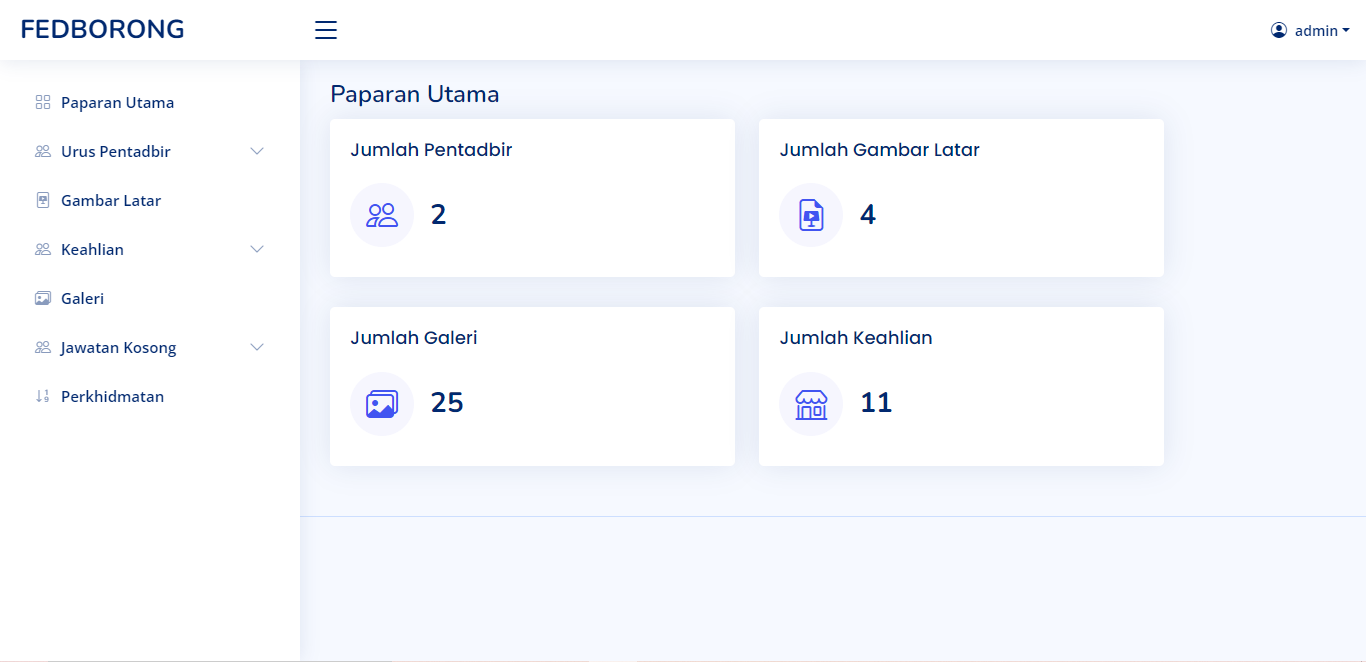 FEDBORONG
admin
Paparan Utama
Urus Pentadbir
Gambar Latar
Keahlian
Galeri
Jawatan Kosong
Perkhidmatan
Paparan Utama
Jumlah Pentadbir
2
Jumlah Gambar Latar
4
Jumlah Galeri
25
Jumlah Keahlian
11